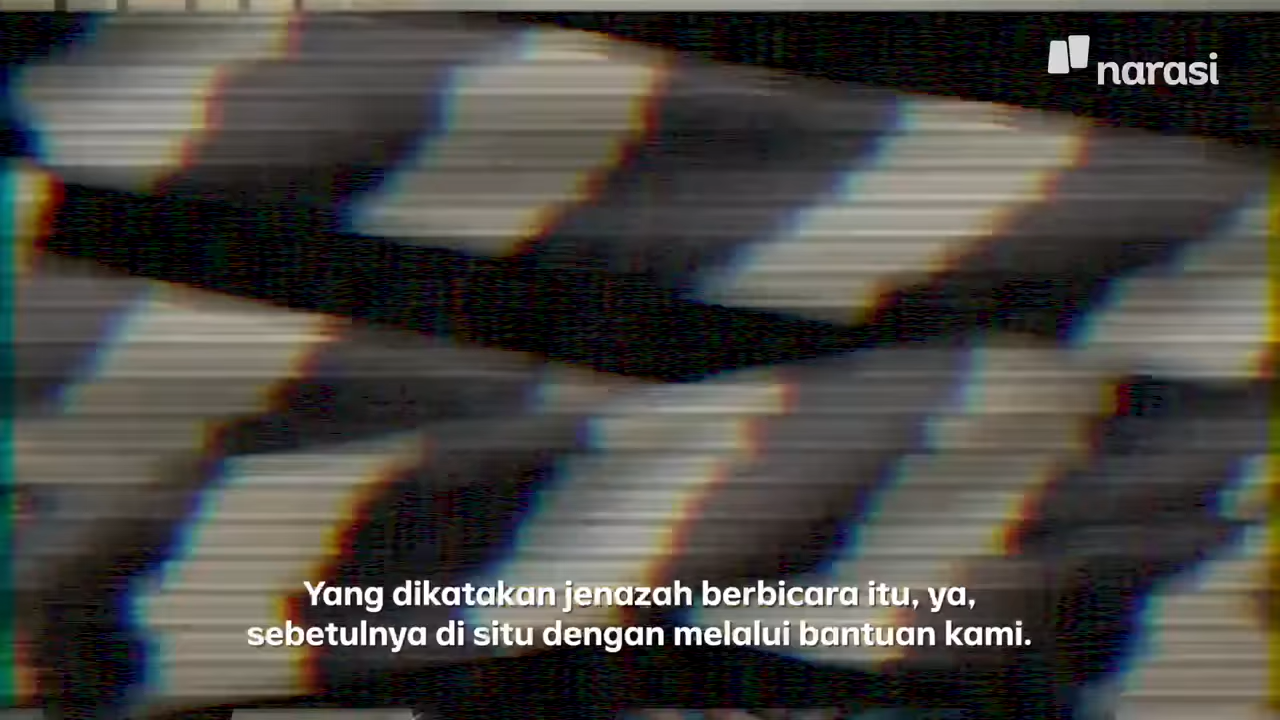 narasi
Yang dikatakan jenazah berbicara itu, ya,
sebetulnya di situ dengan melalui bantuan kami.